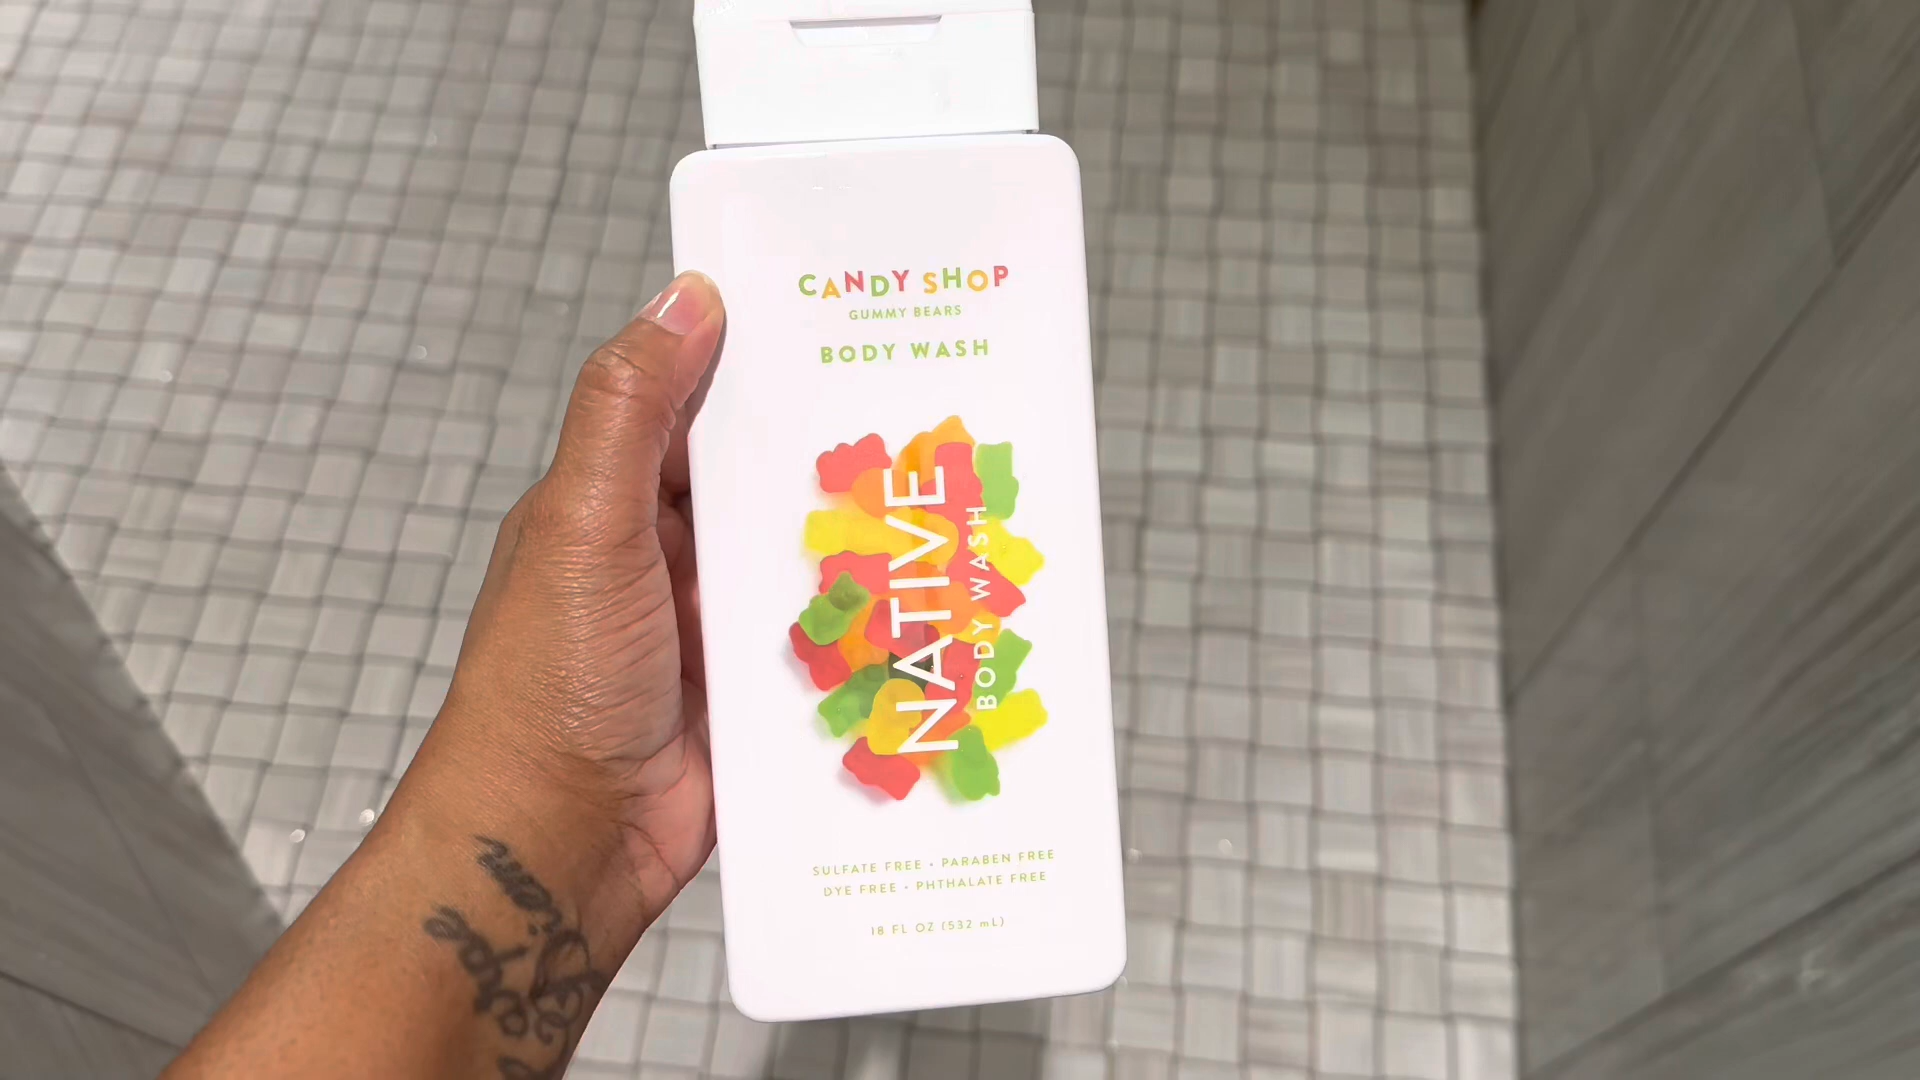 CANDY SHOP
GUMMY BEARS
BODY WASH
NATIVE
BODY WASH
SULFATE FREE • PARABEN FREE
DYE FREE • PHTHALATE FREE
18 FL OZ (532 mL)